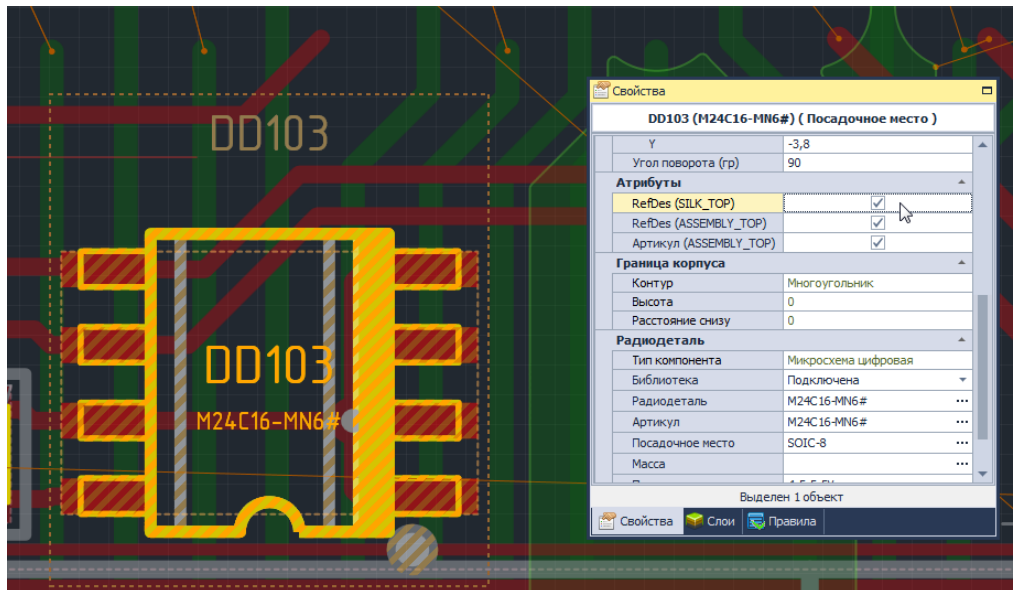 DD103
DD103
M24C16-MN6#
Свойства
DD103 (M24C16-MN6#) ( Посадочное место )
Y -3,8
Угол поворота (гр) 90
Атрибуты
RefDes (SILK_TOP)
RefDes (ASSEMBLY_TOP)
Артикул (ASSEMBLY_TOP)
Граница корпуса
Контур Многоугольник
Высота 0
Расстояние снизу 0
Радиодеталь
Тип компонента Микросхема цифровая
Библиотека Подключена
Радиодеталь M24C16-MN6# ...
Артикул M24C16-MN6# ...
Посадочное место SOIC-8 ...
Масса ...
Выделен 1 объект
Свойства Слои Правила